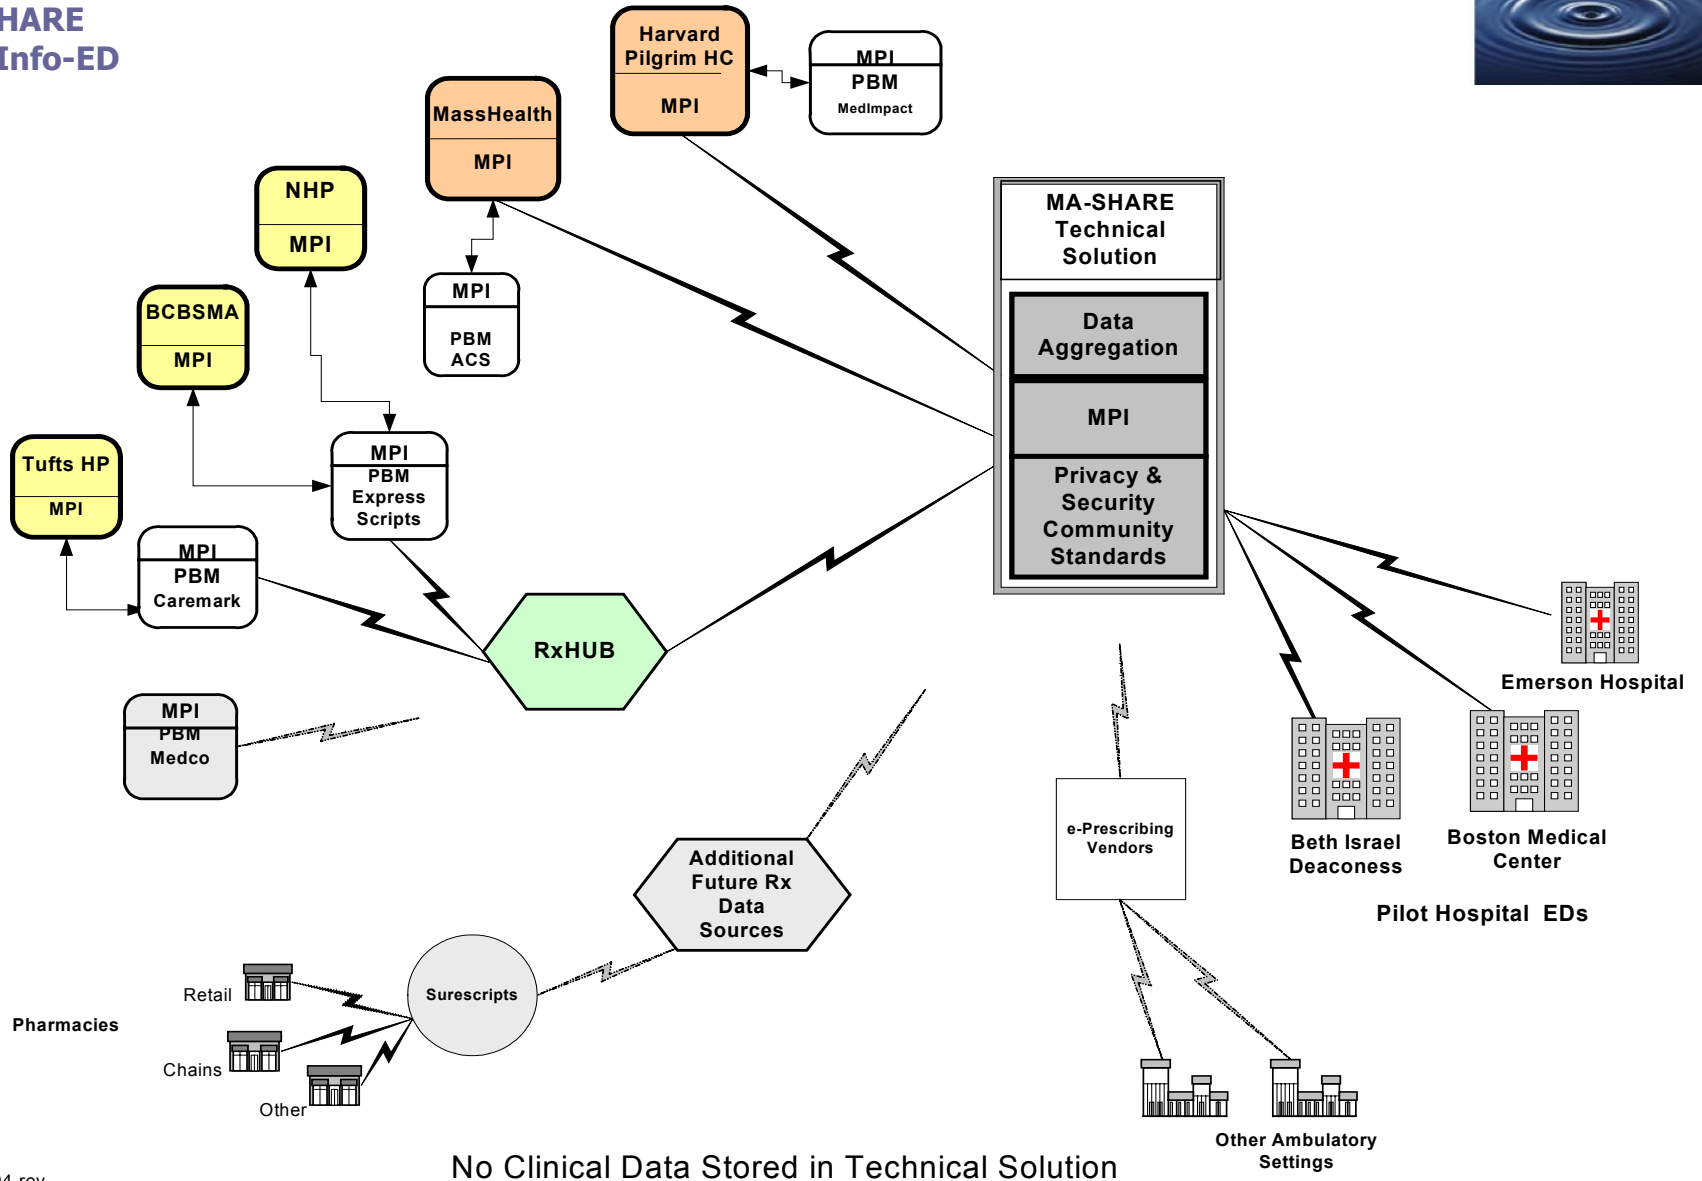 HARE
Info-ED
Harvard
Pilgrim HC
MPI
MPI
PBM
MedImpact
MassHealth
MPI
NHP
MPI
MPI
PBM
ACS
BCBSMA
MPI
MPI
PBM
Express
Scripts
Tufts HP
MPI
MPI
PBM
Caremark
MA-SHARE
Technical
Solution
Data
Aggregation
MPI
Privacy &
Security
Community
Standards
RxHUB
MPI
PBM
Medco
Emerson Hospital
Beth Israel
Deaconess
Boston Medical
Center
Pilot Hospital EDs
e-Prescribing
Vendors
Additional
Future Rx
Data
Sources
Surescripts
Retail
Pharmacies
Chains
Other
Other Ambulatory
Settings
No Clinical Data Stored in Technical Solution